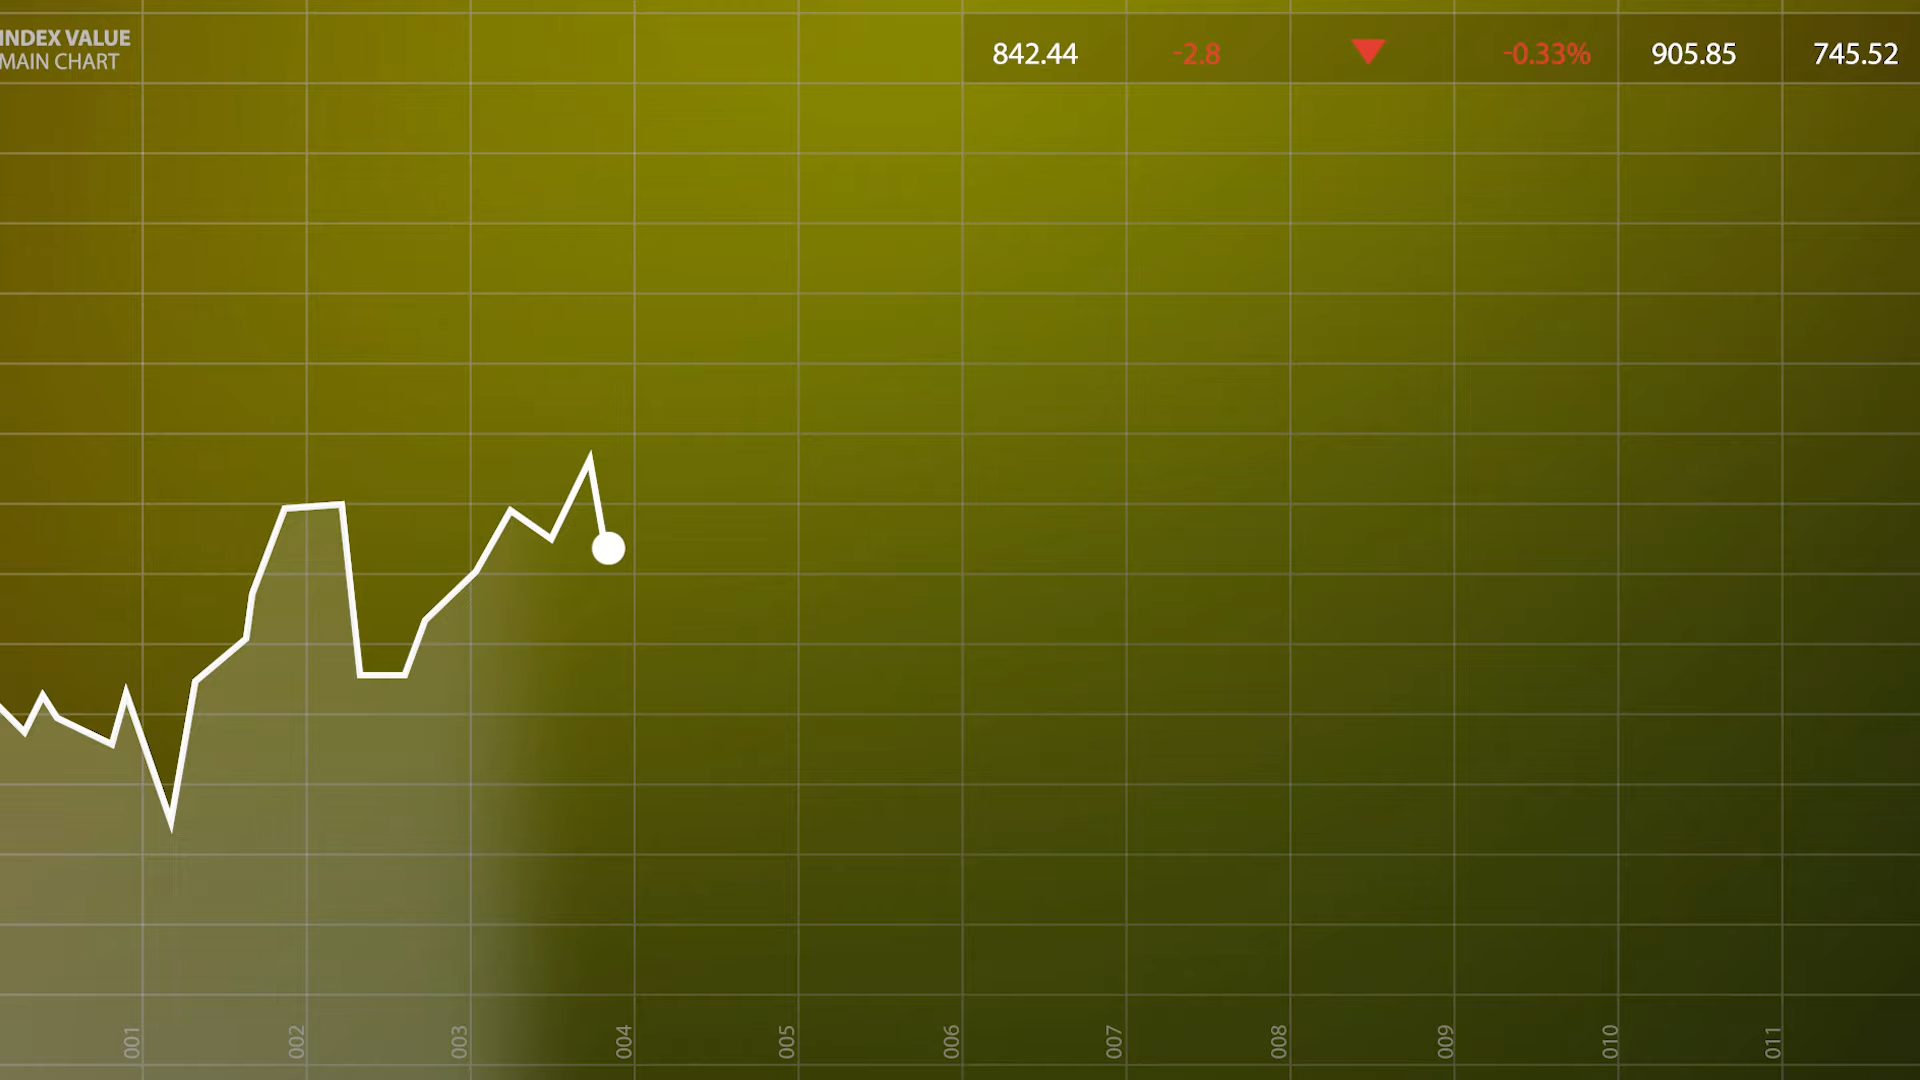 INDEX VALUE
MAIN CHART
842.44 -2.8 -0.33% 905.85 745.52
001 002 003 004 005 006 007 008 009 010 011